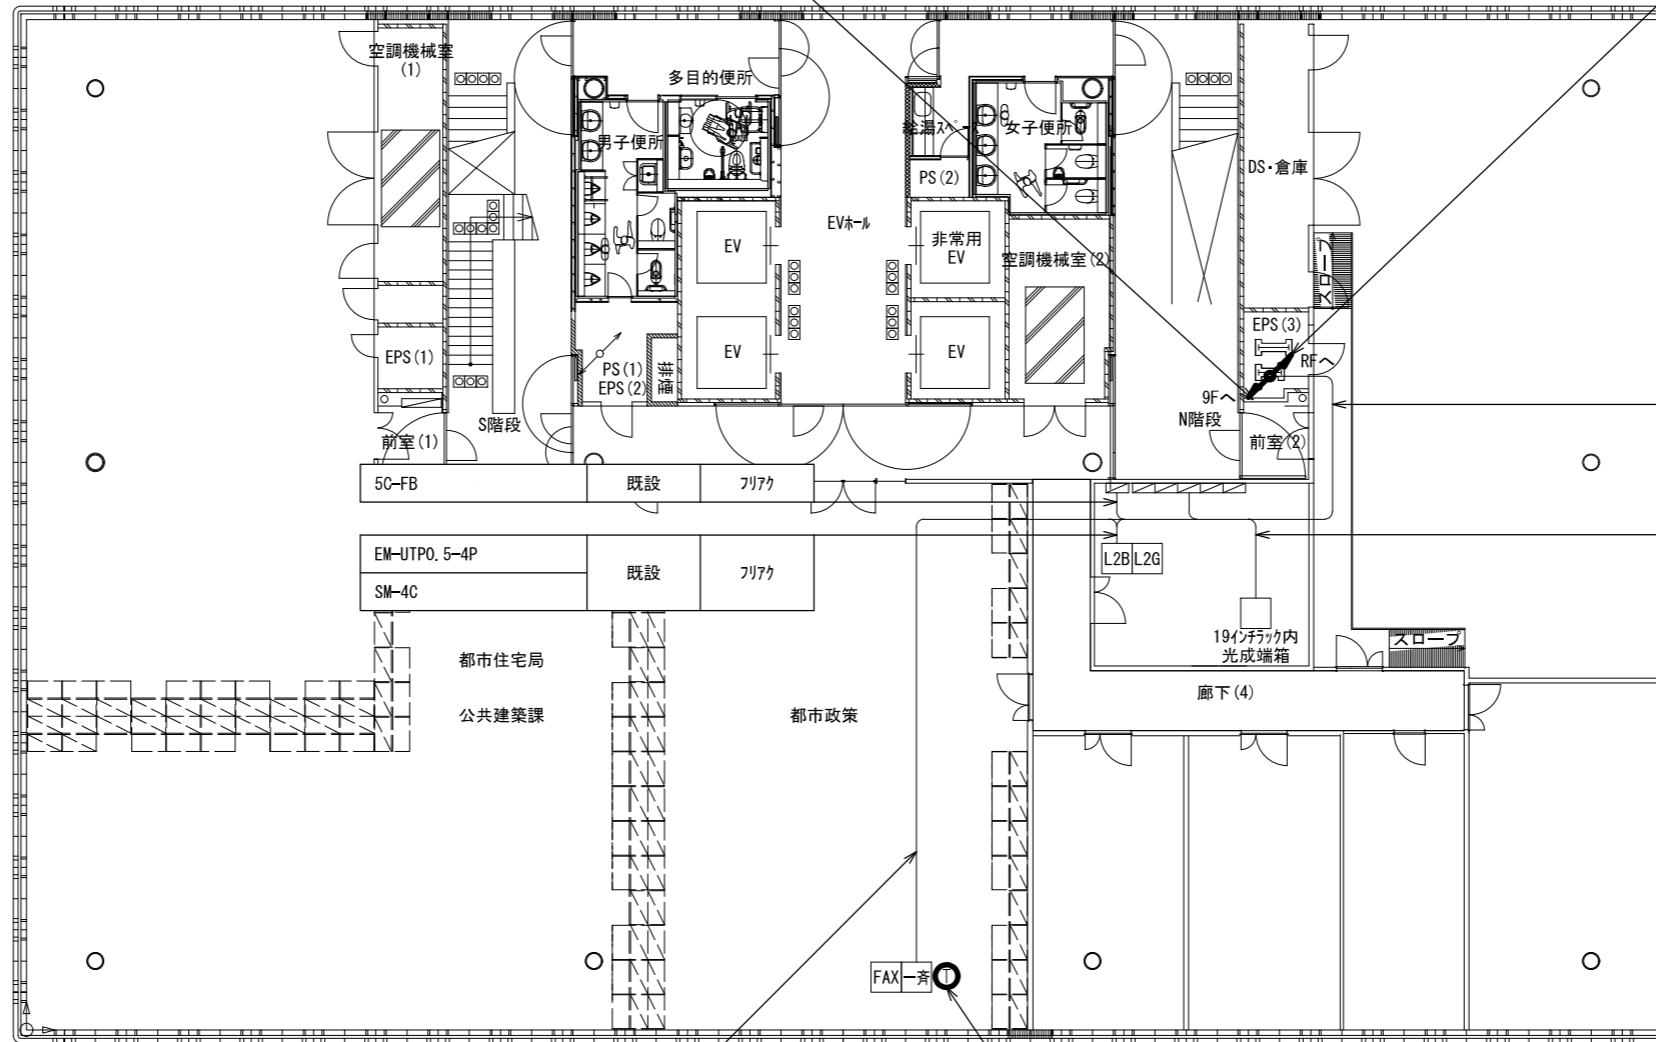 空調機械室
(1)
多目的便所
男子便所
給湯スペース
女子便所
PS(2)
DS・倉庫
EV
EVホール
非常用
EV
空調機械室(2)
スロープ
EPS(1)
EV
PS(1)
EPS(2)
排煙
EV
EPS(3)
RFへ
9Fへ
N階段
前室(1)
S階段
前室(2)
5C-FB
既設
フリアク
EM-UTP0.5-4P
既設
フリアク
SM-4C
L2B
L2G
19インチラック内
光成端箱
スロープ
都市住宅局
公共建築課
都市政策
廊下(4)
FAX
一斉
T